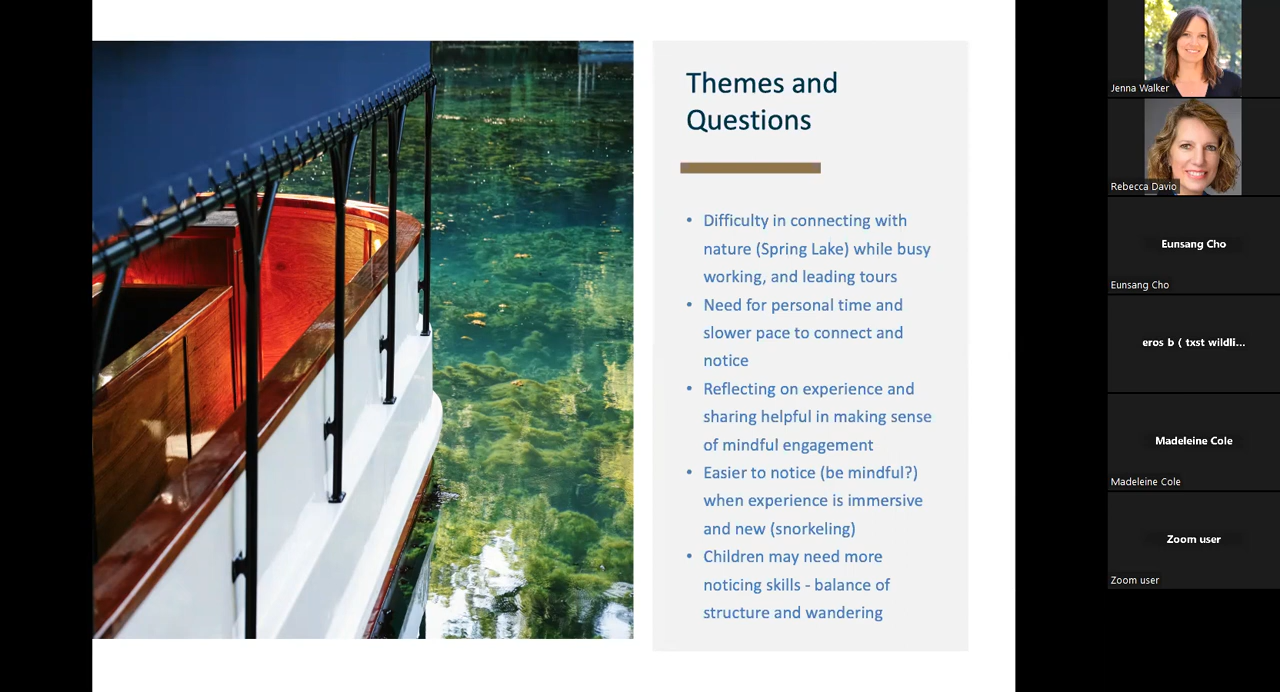 Themes and
Questions
• Difficulty in connecting with
nature (Spring Lake) while busy
working, and leading tours
• Need for personal time and
slower pace to connect and
notice
• Reflecting on experience and
sharing helpful in making sense
of mindful engagement
• Easier to notice (be mindful?)
when experience is immersive
and new (snorkeling)
• Children may need more
noticing skills - balance of
structure and wandering
Jenna Walker
Rebecca Davio
Eunsang Cho
Eunsang Cho
eros b ( txst wildli...
Madeleine Cole
Madeleine Cole
Zoom user
Zoom user